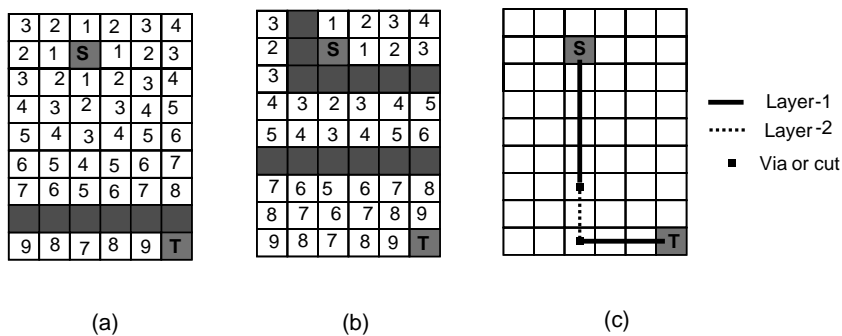 3 2 1 2 3 4
2 1 S 1 2 3
3 2 1 2 3 4
4 3 2 3 4 5
5 4 3 4 5 6
6 5 4 5 6 7
7 6 5 6 7 8
9 8 7 8 9 T
(a)
3 1 2 3 4
2 S 1 2 3
3
4 3 2 3 4 5
5 4 3 4 5 6
7 6 5 6 7 8
8 7 6 7 8 9
9 8 7 8 9 T
(b)
S
T
(c)
Layer-1
Layer-2
Via or cut